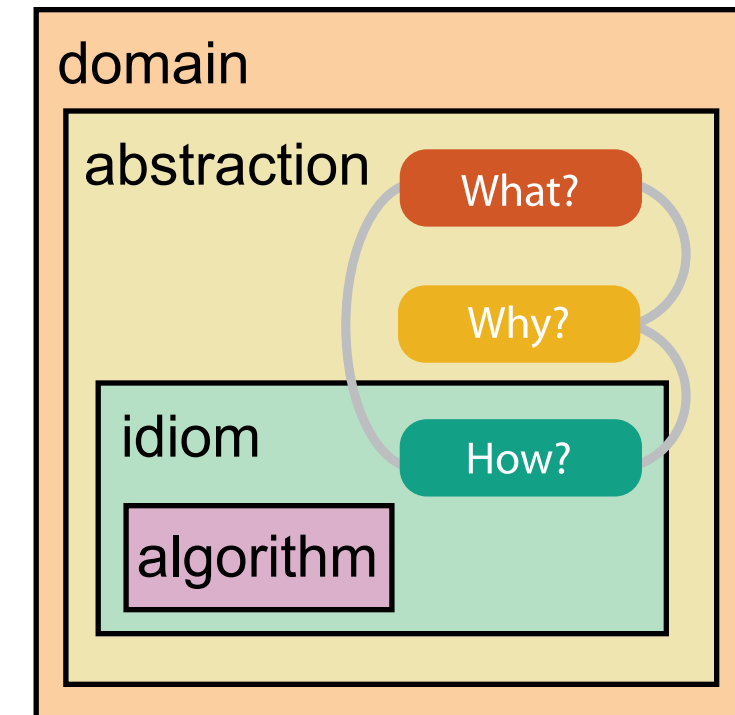 domain
abstraction
What?
Why?
idiom
How?
algorithm